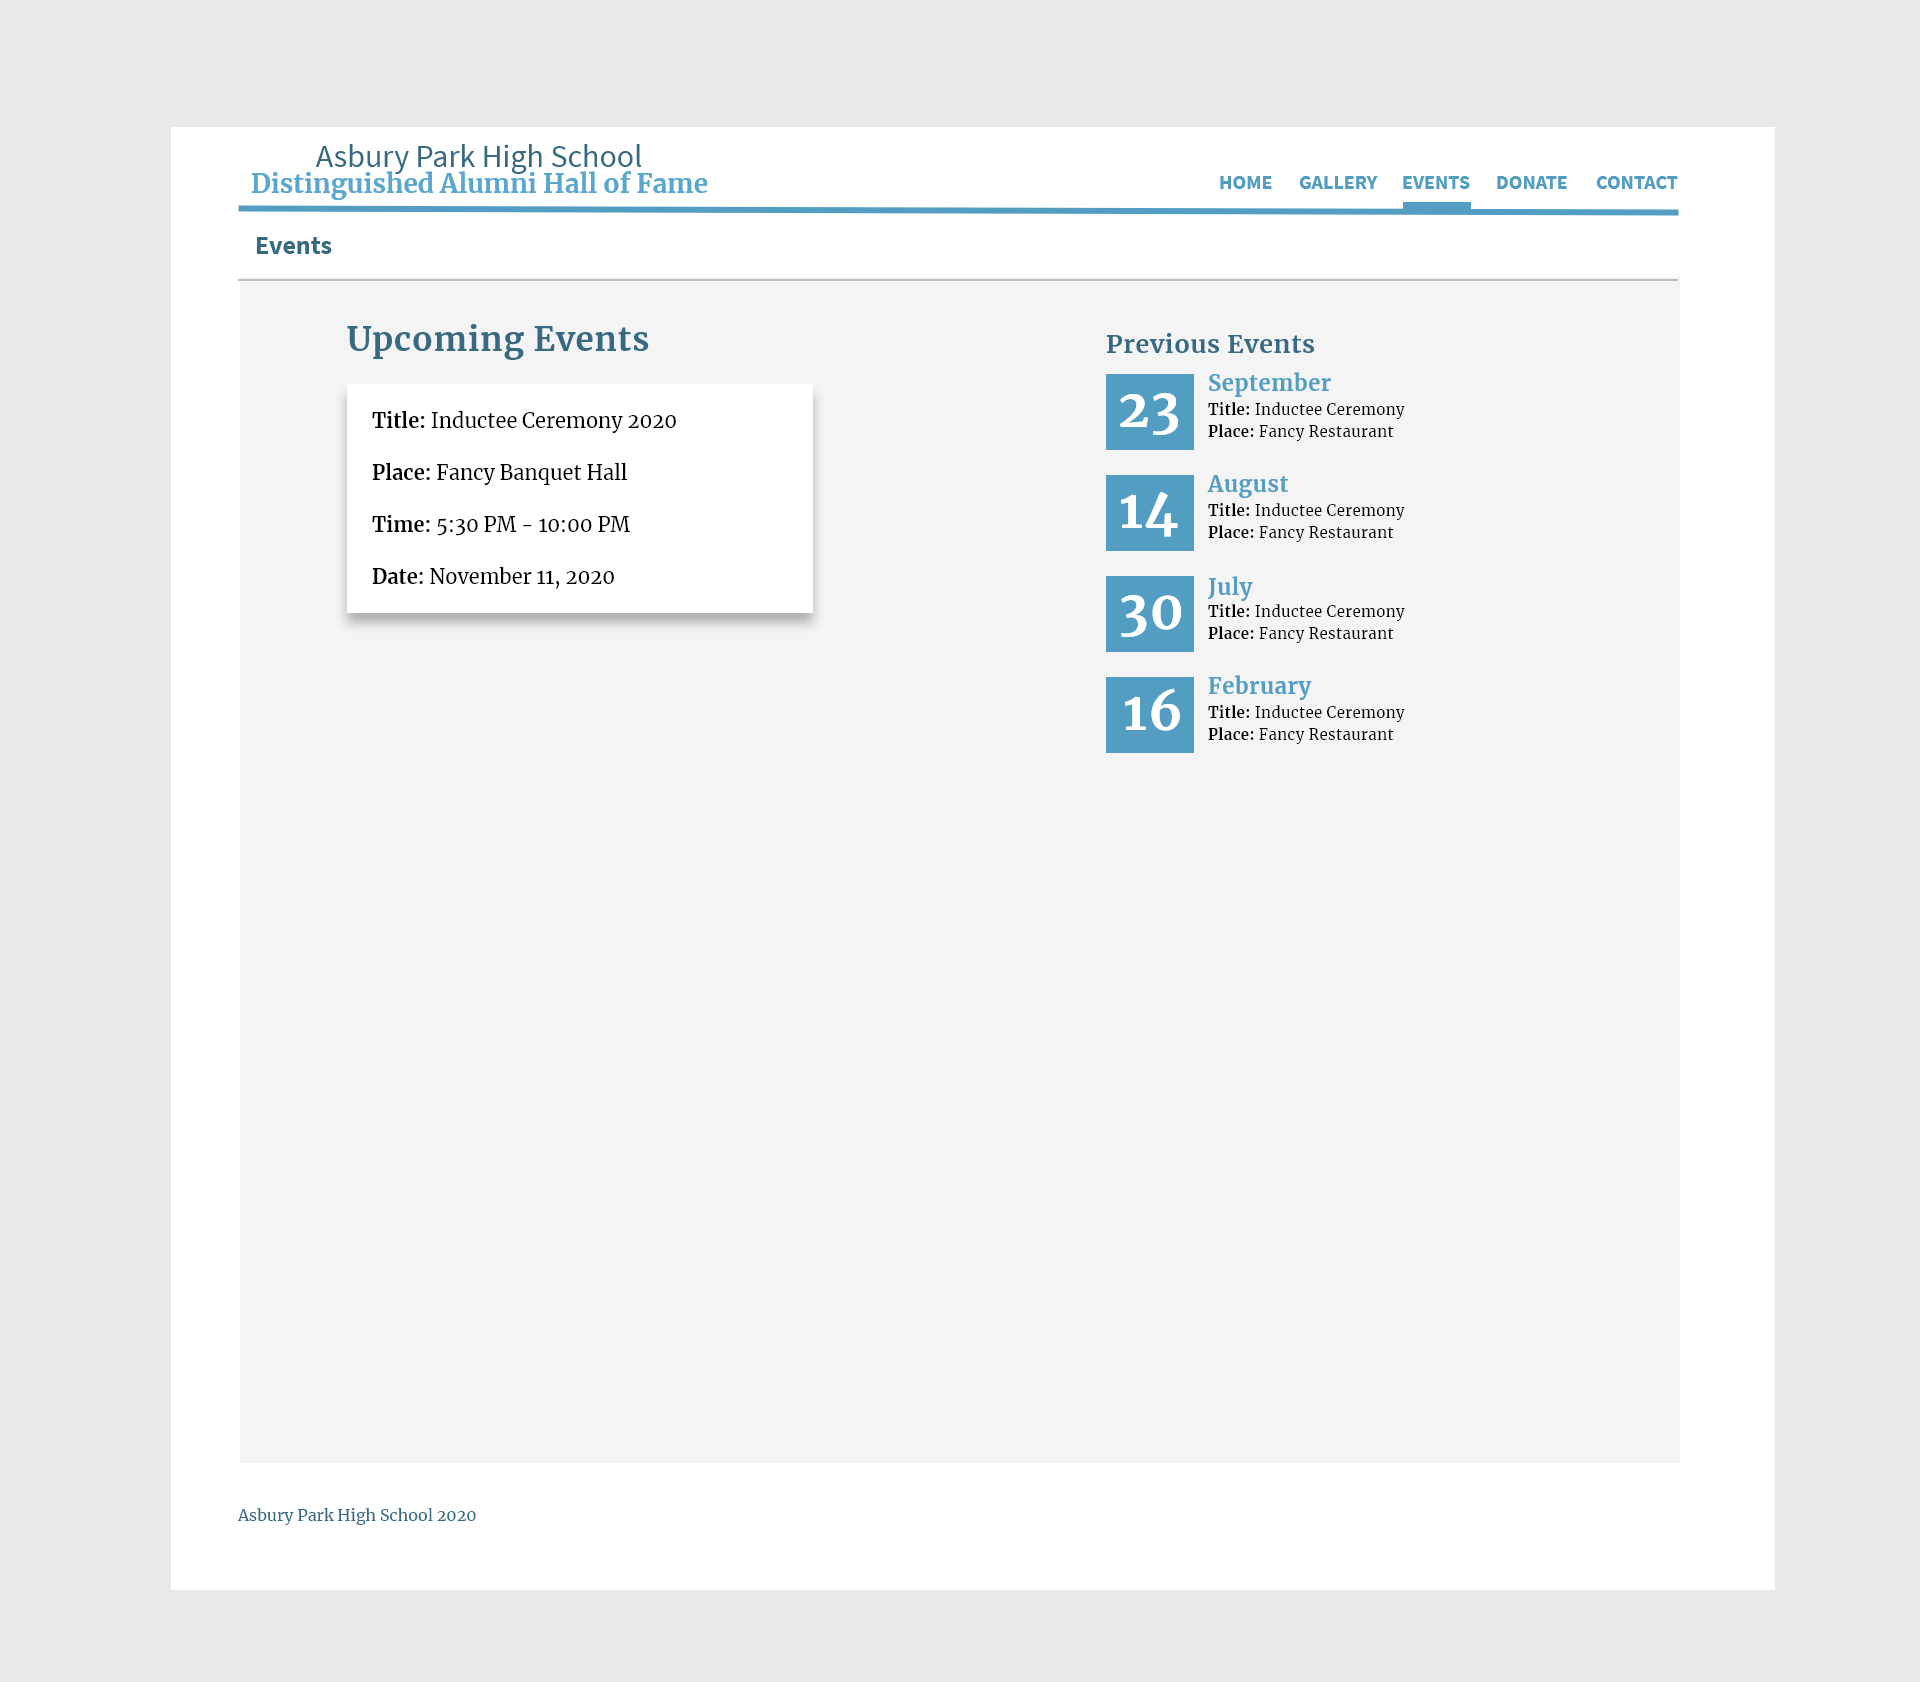 Asbury Park High School
Distinguished Alumni Hall of Fame
HOME GALLERY EVENTS DONATE CONTACT
Events
Upcoming Events
Title: Inductee Ceremony 2020
Place: Fancy Banquet Hall
Time: 5:30 PM - 10:00 PM
Date: November 11, 2020
Previous Events
23
September
Title: Inductee Ceremony
Place: Fancy Restaurant
14
August
Title: Inductee Ceremony
Place: Fancy Restaurant
30
July
Title: Inductee Ceremony
Place: Fancy Restaurant
16
February
Title: Inductee Ceremony
Place: Fancy Restaurant
Asbury Park High School 2020